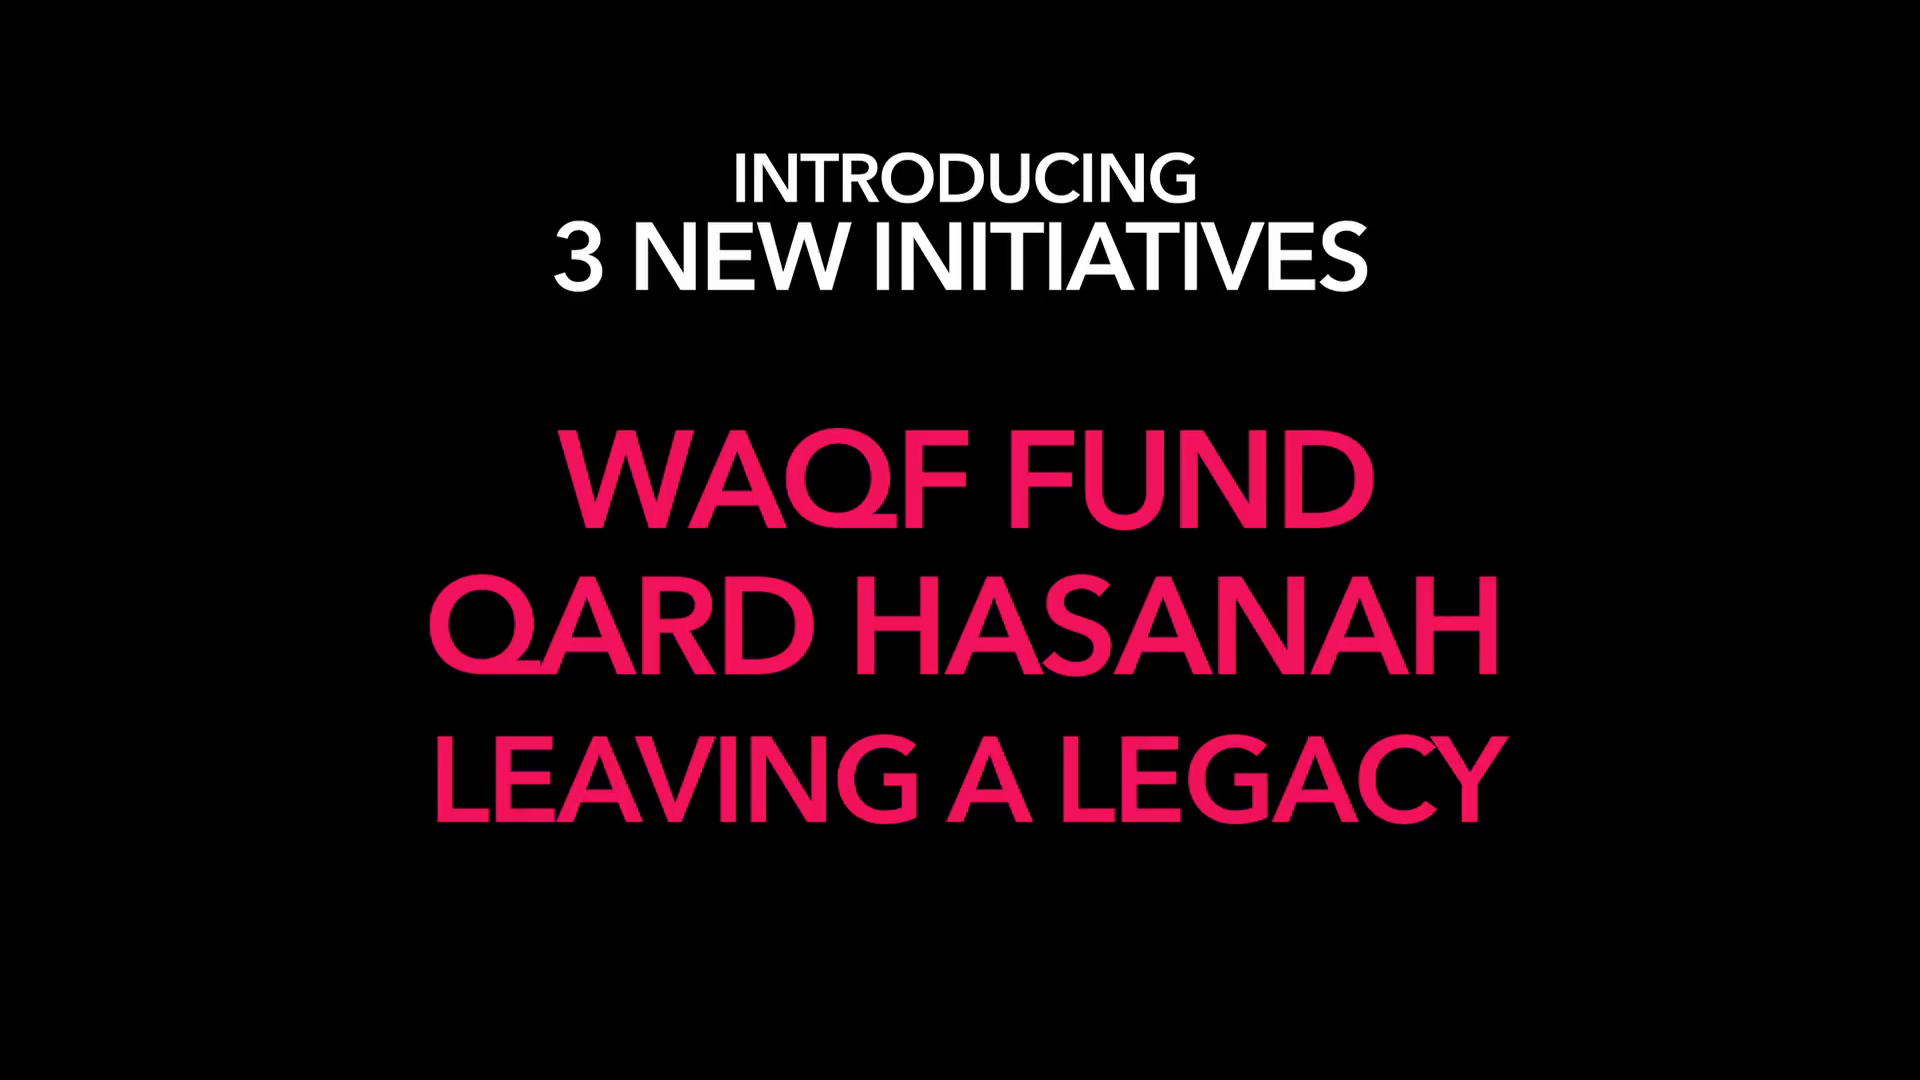 INTRODUCING
3 NEW INITIATIVES
WAQF FUND
QARD HASANAH
LEAVING A LEGACY